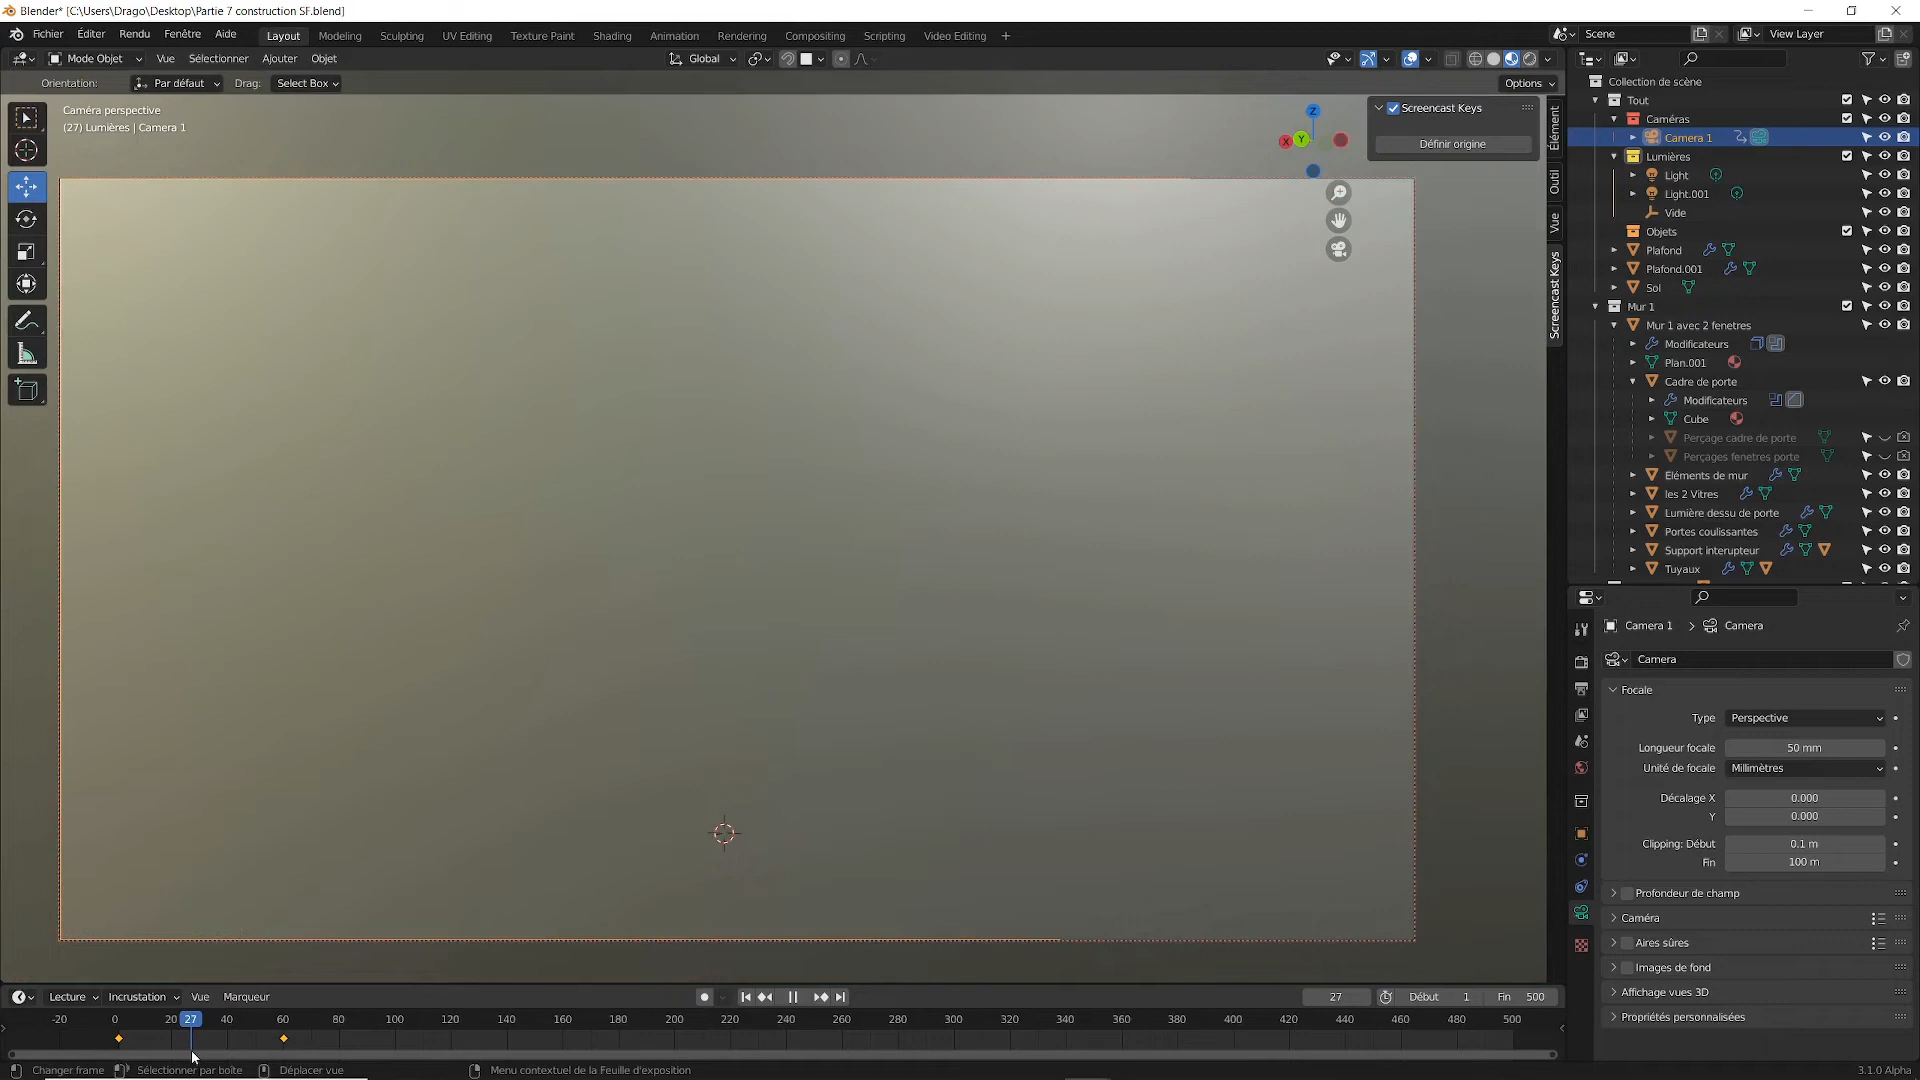 Blender* [C:\Users\Drago\Desktop\Partie 7 construction SF.blend]
Fichier Éditer Rendu Fenêtre Aide Layout Modeling Sculpting UV Editing Texture Paint Shading Animation Rendering Compositing Scripting Video Editing + Scene View Layer
Mode Objet Vue Sélectionner Ajouter Objet Global
Orientation: Par défaut Drag: Select Box Options
Caméra perspective
(27) Lumières | Camera 1
Z
X
Y
Screencast Keys
Définir origine
Élément
Outil
Vue
Screencast Keys
Collection de scène
Tout
Caméras
Camera 1
Lumières
Light
Light.001
Vide
Objets
Plafond
Plafond.001
Sol
Mur 1
Mur 1 avec 2 fenetres
Modificateurs
Plan.001
Cadre de porte
Modificateurs
Cube
Perçage cadre de porte
Perçages fenetres porte
Eléments de mur
les 2 Vitres
Lumière dessu de porte
Portes coulissantes
Support interupteur
Tuyaux
Camera 1 > Camera
Camera
Focale
Type Perspective
Longueur focale 50 mm
Unité de focale Millimètres
Décalage X 0.000
Y 0.000
Clipping: Début 0.1 m
Fin 100 m
Profondeur de champ
Caméra
Aires sûres
Images de fond
Affichage vues 3D
Propriétés personnalisées
Lecture Incrustation Vue Marqueur 27 Début 1 Fin 500
-20 0 20 27 40 60 80 100 120 140 160 180 200 220 240 260 280 300 320 340 360 380 400 420 440 460 480 500
Changer frame Sélectionner par boîte Déplacer vue Menu contextuel de la Feuille d'exposition 3.1.0 Alpha